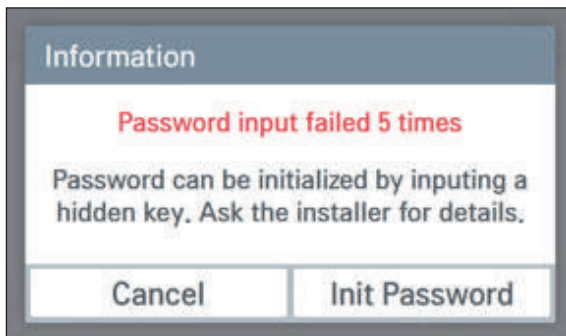 Information
Password input failed 5 times
Password can be initialized by inputing a
hidden key. Ask the installer for details.
Cancel
Init Password